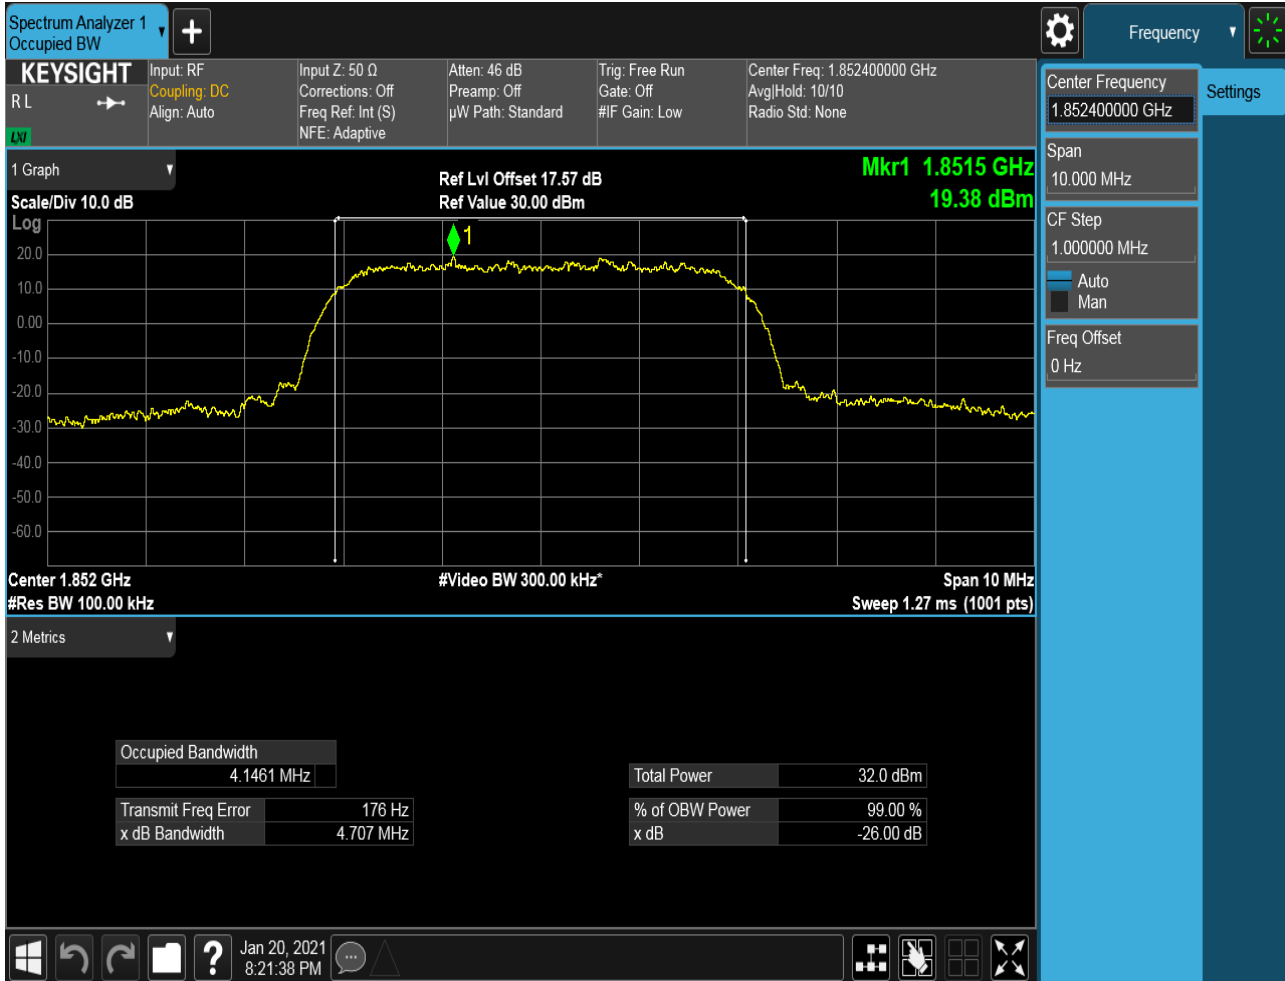 Spectrum Analyzer 1
Occupied BW
+
Frequency
KEYSIGHT
R L
LXI
Input: RF
Coupling: DC
Align: Auto
Input Z: 50 Ω
Corrections: Off
Freq Ref: Int (S)
NFE: Adaptive
Atten: 46 dB
Preamp: Off
µW Path: Standard
Trig: Free Run
Gate: Off
#IF Gain: Low
Center Freq: 1.852400000 GHz
Avg|Hold: 10/10
Radio Std: None
Center Frequency
1.852400000 GHz
Settings
Span
10.000 MHz
CF Step
1.000000 MHz
Auto
Man
Freq Offset
0 Hz
1 Graph
Scale/Div 10.0 dB
Ref Lvl Offset 17.57 dB
Ref Value 30.00 dBm
Mkr1 1.8515 GHz
19.38 dBm
Log
1
20.0
10.0
0.00
-10.0
-20.0
-30.0
-40.0
-50.0
-60.0
Center 1.852 GHz
#Video BW 300.00 kHz*
Span 10 MHz
#Res BW 100.00 kHz
Sweep 1.27 ms (1001 pts)
2 Metrics
Occupied Bandwidth
4.1461 MHz
Total Power 32.0 dBm
Transmit Freq Error 176 Hz
% of OBW Power 99.00 %
x dB Bandwidth 4.707 MHz
x dB -26.00 dB
?
Jan 20, 2021
8:21:38 PM